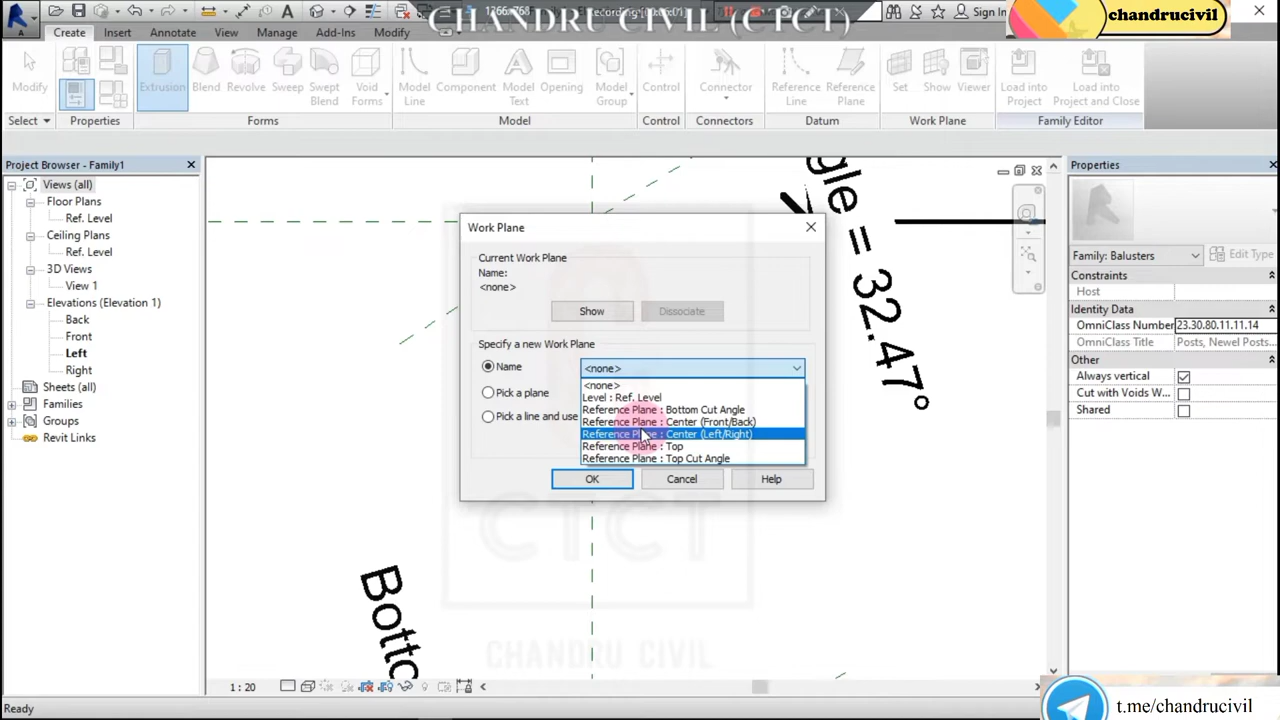 CHANDRU CIVIL (CTCT)
chandrucivil
Sign In
Create Insert Annotate View Manage Add-Ins Modify
Modify Extrusion Blend Revolve Sweep Swept Blend Void Forms Model Line Component Model Text Opening Model Group Control Connector Reference Line Reference Plane Set Show Viewer Load into Project Load into Project and Close
Select Properties Forms Model Control Connectors Datum Work Plane Family Editor
Project Browser - Family1
Views (all)
Floor Plans
Ref. Level
Ceiling Plans
Ref. Level
3D Views
View 1
Elevations (Elevation 1)
Back
Front
Left
Right
Sheets (all)
Families
Groups
Revit Links
= 32.47°
Work Plane
Current Work Plane
Name:
<none>
Show Dissociate
Specify a new Work Plane
Name <none>
Pick a plane
Pick a line and use
<none>
Level : Ref. Level
Reference Plane : Bottom Cut Angle
Reference Plane : Center (Front/Back)
Reference Plane : Center (Left/Right)
Reference Plane : Top
Reference Plane : Top Cut Angle
OK Cancel Help
CTCT
CHANDRU CIVIL
Properties
Family: Balusters Edit Type
Constraints
Host
Identity Data
OmniClass Number 23.30.80.11.11.14
OmniClass Title Posts, Newel Posts
Other
Always vertical
Cut with Voids W
Shared
1 : 20
Ready
t.me/chandrucivil